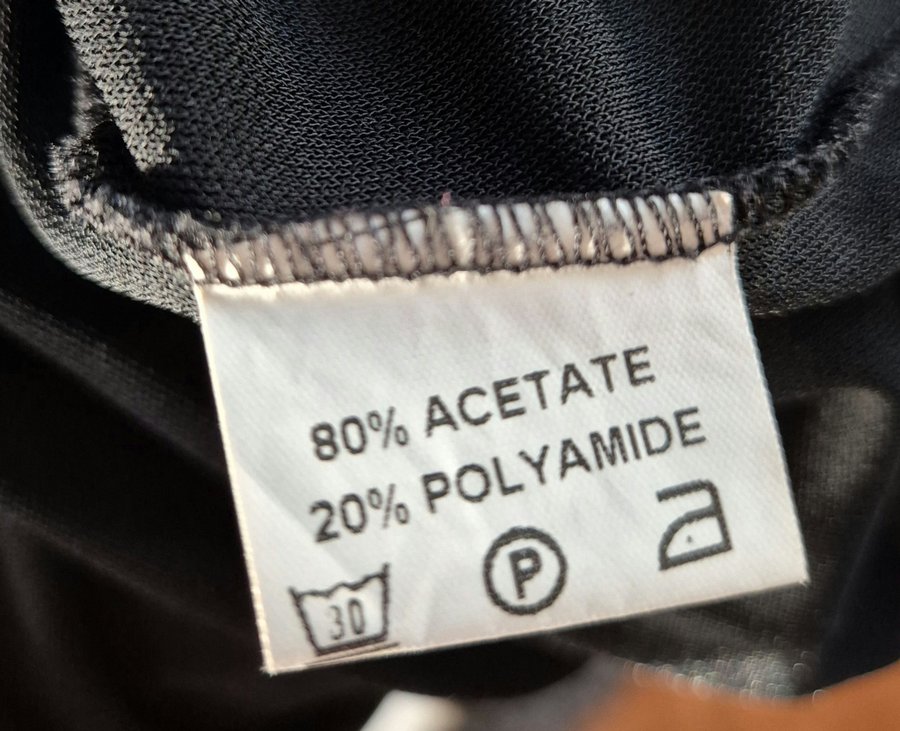 80% ACETATE
20% POLYAMIDE
30 P